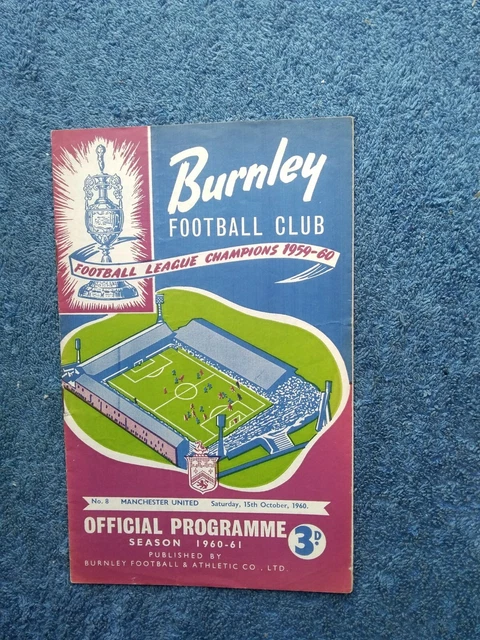 Burnley
FOOTBALL CLUB
FOOTBALL LEAGUE CHAMPIONS 1959-60
No. 8 MANCHESTER UNITED Saturday, 15th October, 1960.
OFFICIAL PROGRAMME 3D.
SEASON 1960-61
PUBLISHED BY
BURNLEY FOOTBALL & ATHLETIC CO., LTD.